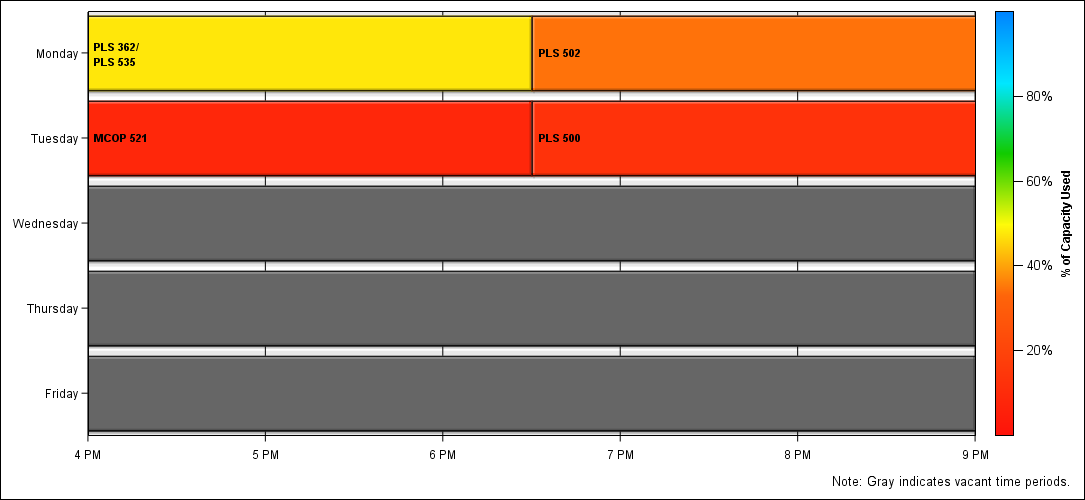 Monday
PLS 362/
PLS 535
PLS 502
Tuesday
MCOP 521
PLS 500
Wednesday
Thursday
Friday
4 PM
5 PM
6 PM
7 PM
8 PM
9 PM
80%
60%
40%
20%
% of Capacity Used
Note: Gray indicates vacant time periods.